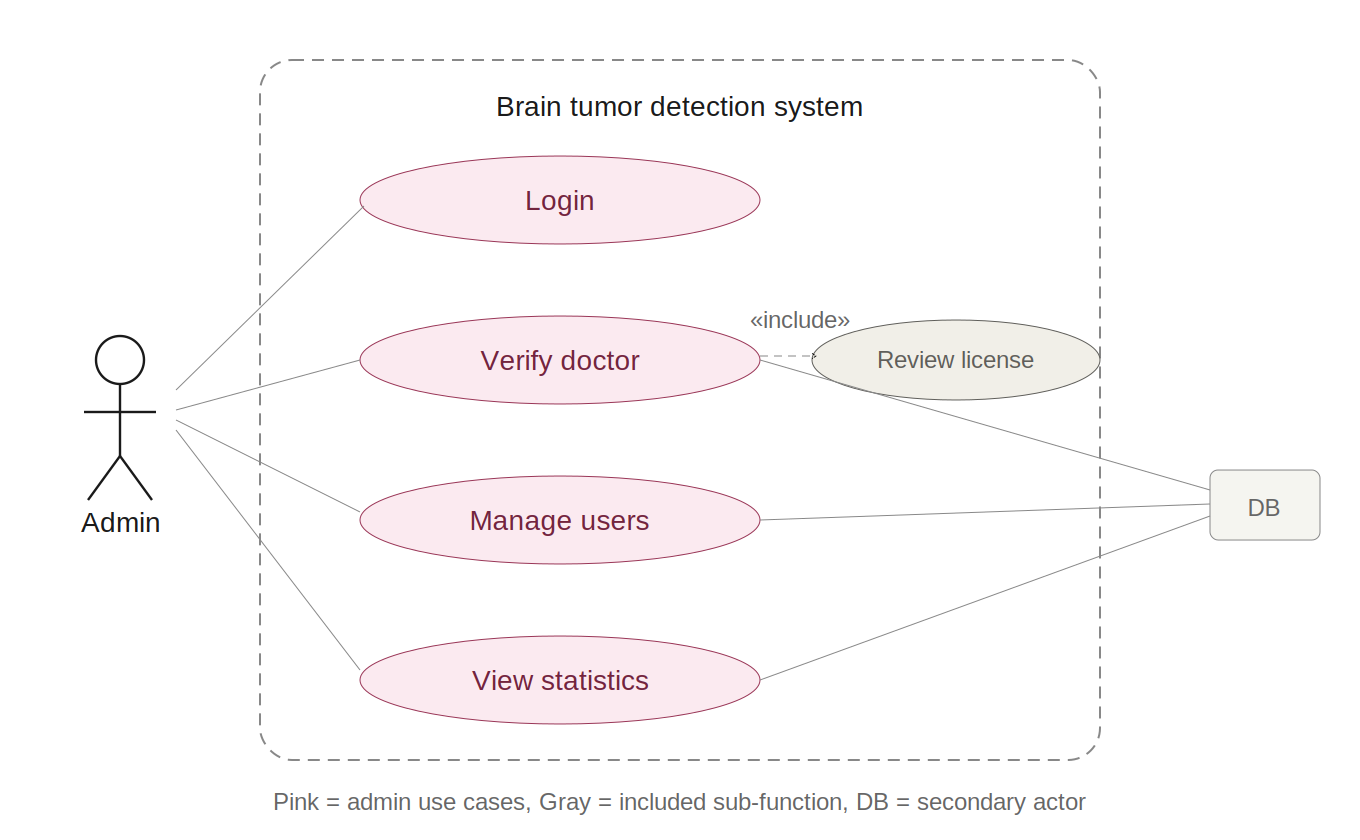 Brain tumor detection system
Login
«include»
Verify doctor
Review license
DB
Manage users
Admin
View statistics
Pink = admin use cases, Gray = included sub-function, DB = secondary actor